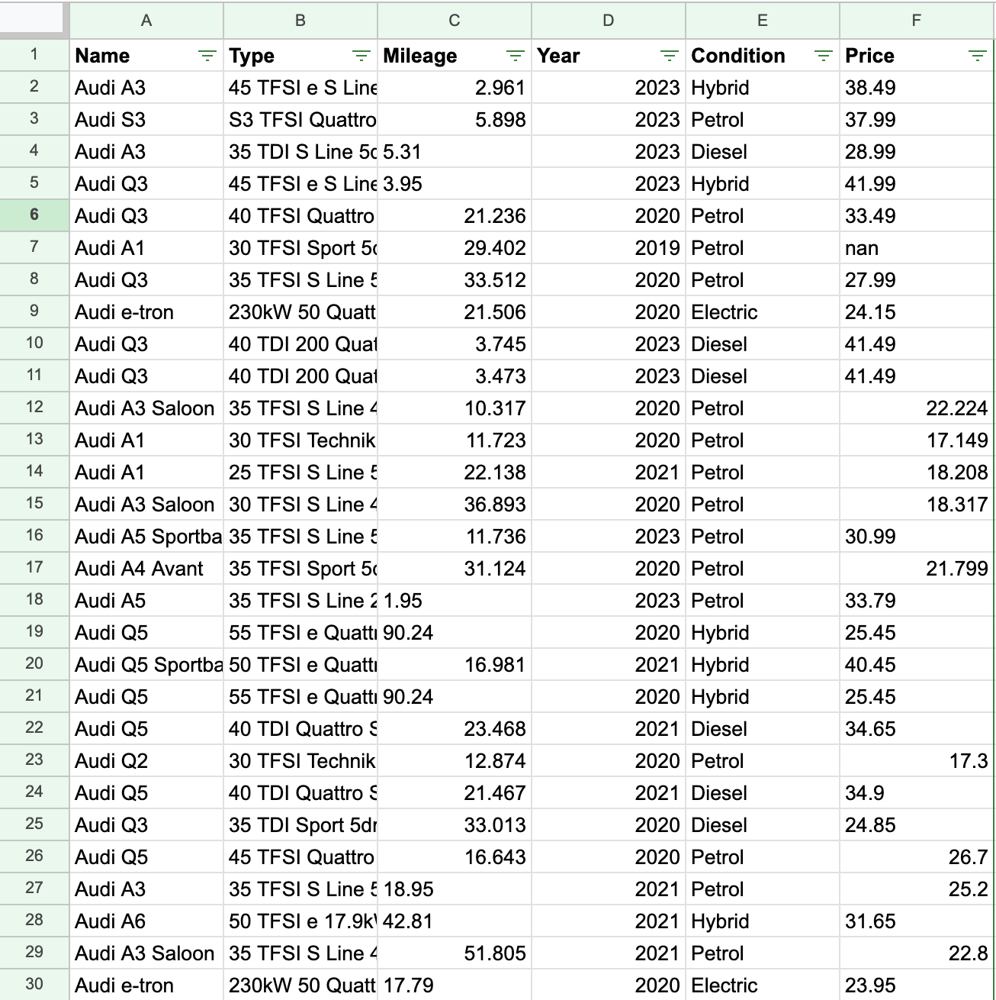 A B C D E F
1 Name Type Mileage Year Condition Price
2 Audi A3 45 TFSI e S Line 2.961 2023 Hybrid 38.49
3 Audi S3 S3 TFSI Quattro 5.898 2023 Petrol 37.99
4 Audi A3 35 TDI S Line 5d 5.31 2023 Diesel 28.99
5 Audi Q3 45 TFSI e S Line 3.95 2023 Hybrid 41.99
6 Audi Q3 40 TFSI Quattro 21.236 2020 Petrol 33.49
7 Audi A1 30 TFSI Sport 5d 29.402 2019 Petrol nan
8 Audi Q3 35 TFSI S Line 5 33.512 2020 Petrol 27.99
9 Audi e-tron 230kW 50 Quatt 21.506 2020 Electric 24.15
10 Audi Q3 40 TDI 200 Quat 3.745 2023 Diesel 41.49
11 Audi Q3 40 TDI 200 Quat 3.473 2023 Diesel 41.49
12 Audi A3 Saloon 35 TFSI S Line 4 10.317 2020 Petrol 22.224
13 Audi A1 30 TFSI Technik 11.723 2020 Petrol 17.149
14 Audi A1 25 TFSI S Line 5 22.138 2021 Petrol 18.208
15 Audi A3 Saloon 30 TFSI S Line 4 36.893 2020 Petrol 18.317
16 Audi A5 Sportba 35 TFSI S Line 5 11.736 2023 Petrol 30.99
17 Audi A4 Avant 35 TFSI Sport 5d 31.124 2020 Petrol 21.799
18 Audi A5 35 TFSI S Line 2 1.95 2023 Petrol 33.79
19 Audi Q5 55 TFSI e Quattr 90.24 2020 Hybrid 25.45
20 Audi Q5 Sportba 50 TFSI e Quattr 16.981 2021 Hybrid 40.45
21 Audi Q5 55 TFSI e Quattr 90.24 2020 Hybrid 25.45
22 Audi Q5 40 TDI Quattro S 23.468 2021 Diesel 34.65
23 Audi Q2 30 TFSI Technik 12.874 2020 Petrol 17.3
24 Audi Q5 40 TDI Quattro S 21.467 2021 Diesel 34.9
25 Audi Q3 35 TDI Sport 5dr 33.013 2020 Diesel 24.85
26 Audi Q5 45 TFSI Quattro 16.643 2020 Petrol 26.7
27 Audi A3 35 TFSI S Line 5 18.95 2021 Petrol 25.2
28 Audi A6 50 TFSI e 17.9kW 42.81 2021 Hybrid 31.65
29 Audi A3 Saloon 35 TFSI S Line 4 51.805 2021 Petrol 22.8
30 Audi e-tron 230kW 50 Quatt 17.79 2020 Electric 23.95